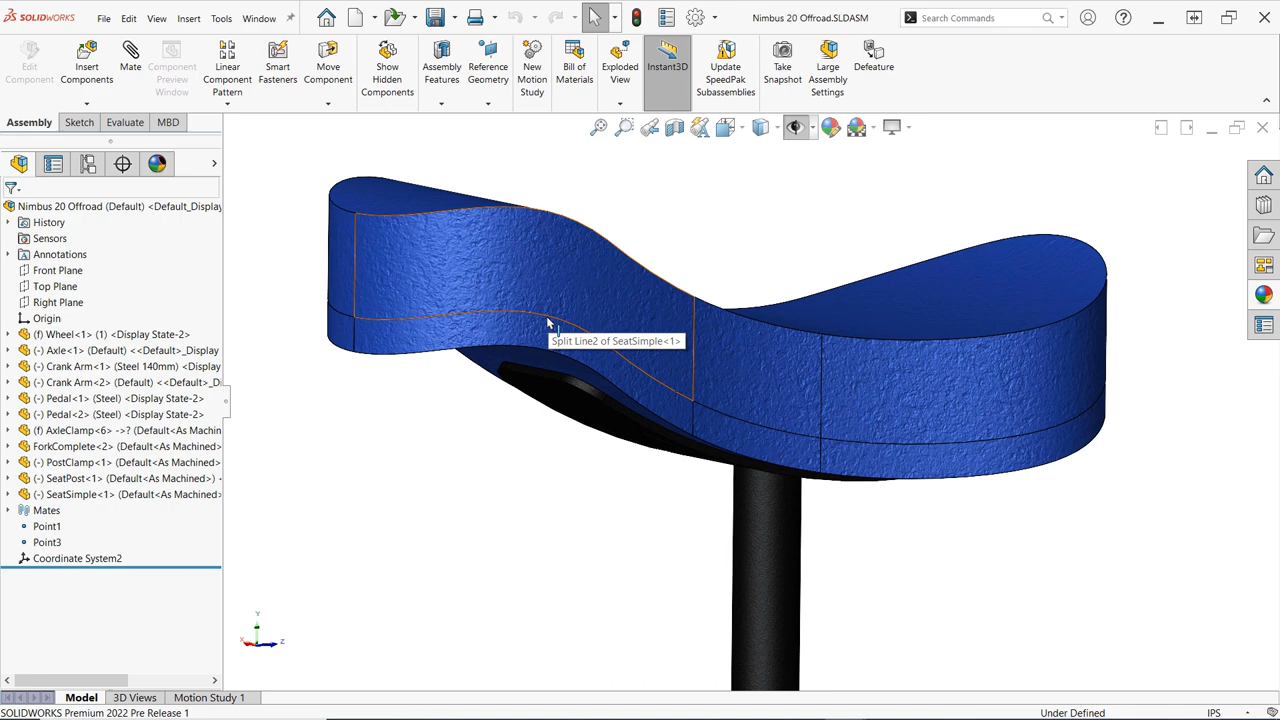 SOLIDWORKS
File
Edit
View
Insert
Tools
Window
Nimbus 20 Offroad.SLDASM
Search Commands
Edit
Component
Insert
Components
Mate
Component
Preview
Window
Linear
Component
Pattern
Smart
Fasteners
Move
Component
Show
Hidden
Components
Assembly
Features
Reference
Geometry
New
Motion
Study
Bill of
Materials
Exploded
View
Instant3D
Update
SpeedPak
Subassemblies
Take
Snapshot
Large
Assembly
Settings
Defeature
Assembly
Sketch
Evaluate
MBD
Nimbus 20 Offroad (Default) <Default_Display
History
Sensors
Annotations
Front Plane
Top Plane
Right Plane
Origin
(f) Wheel<1> (1) <Display State-2>
(-) Axle<1> (Default) <<Default>_Display
(-) Crank Arm<1> (Steel 140mm) <Display
(-) Crank Arm<2> (Default) <<Default>_D
(-) Pedal<1> (Steel) <Display State-2>
(-) Pedal<2> (Steel) <Display State-2>
(f) AxleClamp<6> ->? (Default<As Machin
ForkComplete<2> (Default<As Machined>
(-) PostClamp<1> (Default<As Machined>
(-) SeatPost<1> (Default<As Machined>) -
(-) SeatSimple<1> (Default<As Machined>
Mates
Point1
Point3
Coordinate System2
Split Line2 of SeatSimple<1>
Y
X
Z
Model
3D Views
Motion Study 1
SOLIDWORKS Premium 2022 Pre Release 1
Under Defined
IPS